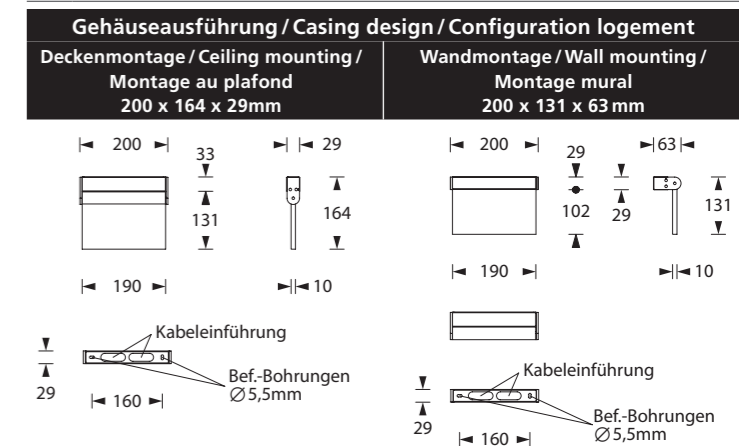 Gehäuseausführung / Casing design / Configuration logement
Deckenmontage / Ceiling mounting /
Montage au plafond
200 x 164 x 29mm
Wandmontage / Wall mounting /
Montage mural
200 x 131 x 63 mm
200
33
29
131
164
190
10
Kabeleinführung
29
160
Bef.-Bohrungen
Ø 5,5mm
200
29
63
102
29
131
190
10
Kabeleinführung
29
160
Bef.-Bohrungen
Ø 5,5mm